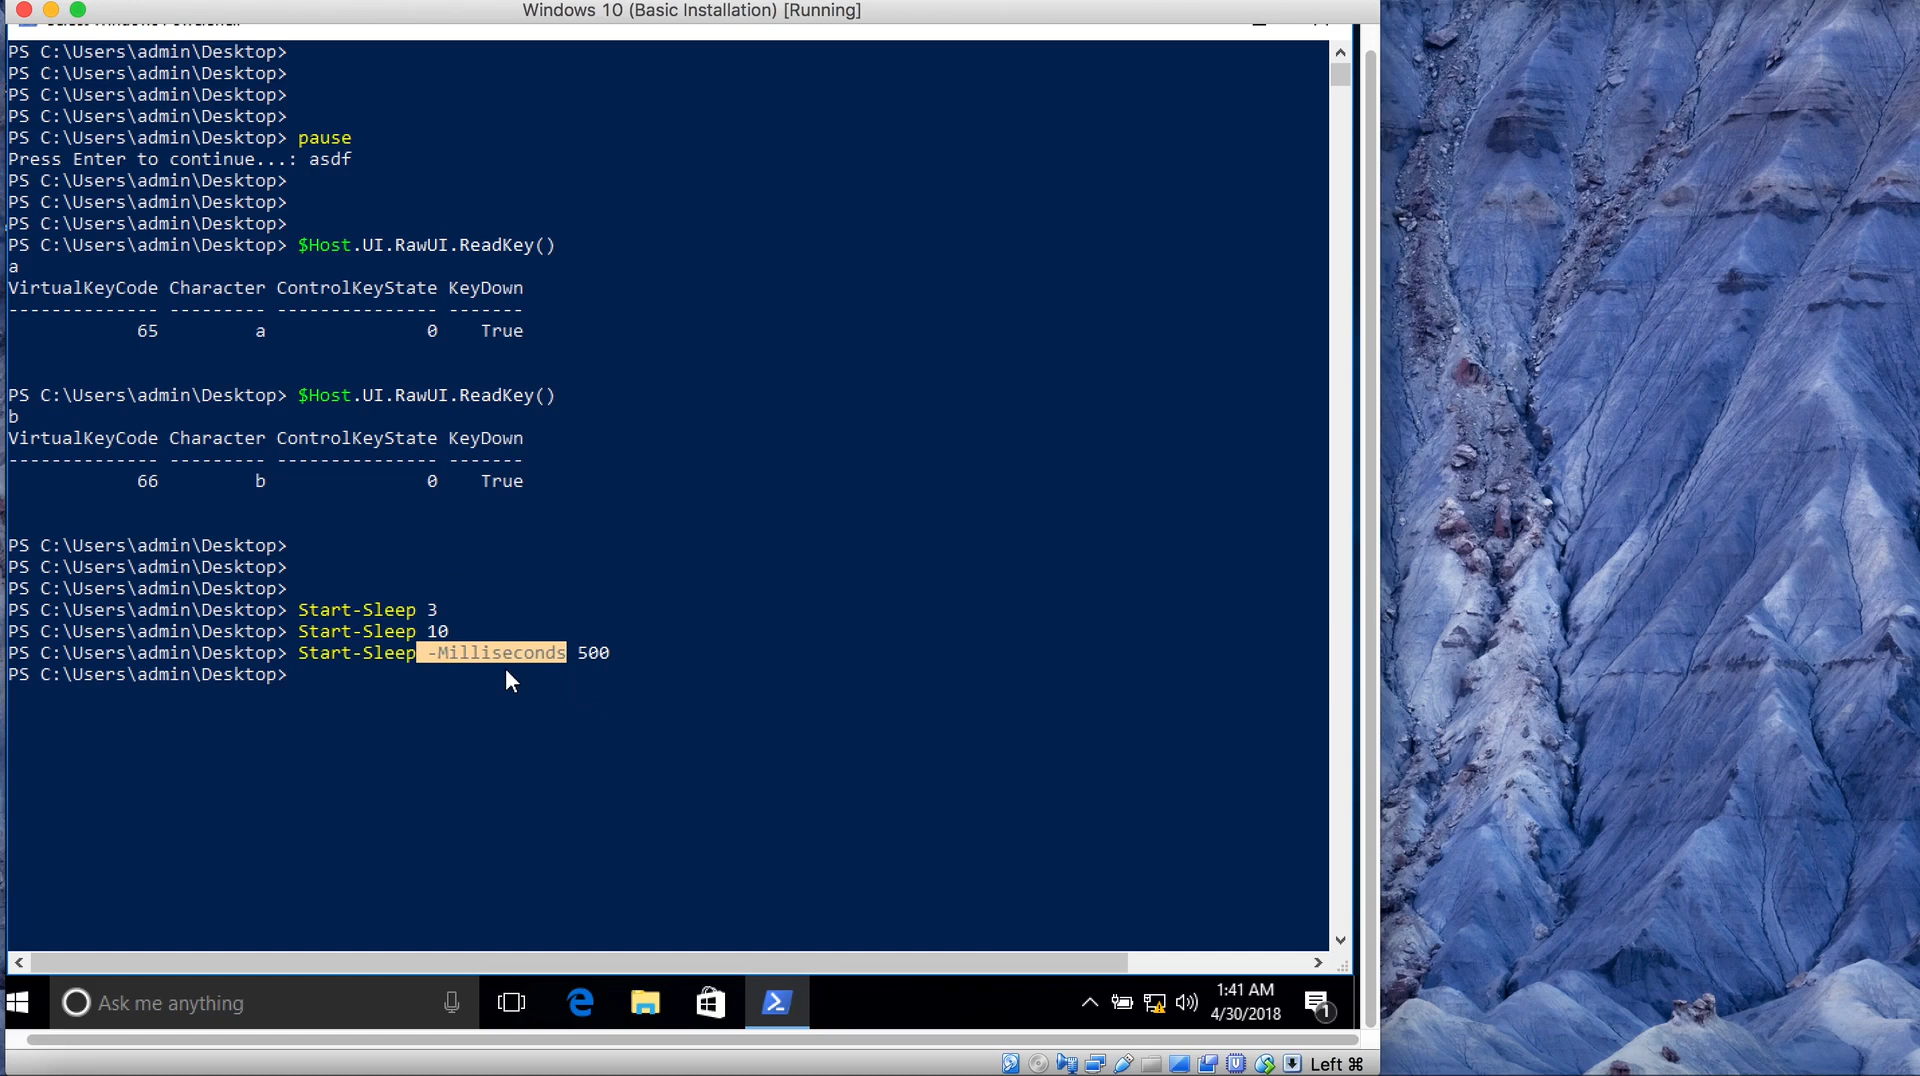 Windows 10 (Basic Installation) [Running]
PS C:\Users\admin\Desktop>
PS C:\Users\admin\Desktop>
PS C:\Users\admin\Desktop>
PS C:\Users\admin\Desktop>
PS C:\Users\admin\Desktop> pause
Press Enter to continue...: asdf
PS C:\Users\admin\Desktop>
PS C:\Users\admin\Desktop>
PS C:\Users\admin\Desktop>
PS C:\Users\admin\Desktop> $Host.UI.RawUI.ReadKey()
a
VirtualKeyCode Character ControlKeyState KeyDown
-------------- --------- --------------- -------
65 a 0 True
PS C:\Users\admin\Desktop> $Host.UI.RawUI.ReadKey()
b
VirtualKeyCode Character ControlKeyState KeyDown
-------------- --------- --------------- -------
66 b 0 True
PS C:\Users\admin\Desktop>
PS C:\Users\admin\Desktop>
PS C:\Users\admin\Desktop>
PS C:\Users\admin\Desktop> Start-Sleep 3
PS C:\Users\admin\Desktop> Start-Sleep 10
PS C:\Users\admin\Desktop> Start-Sleep -Milliseconds 500
PS C:\Users\admin\Desktop>
Ask me anything
1:41 AM
4/30/2018
1
Left ⌘